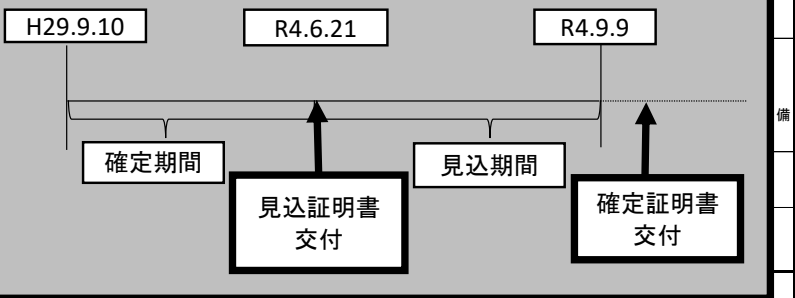 H29.9.10
R4.6.21
R4.9.9
確定期間
見込期間
見込証明書
交付
確定証明書
交付
備